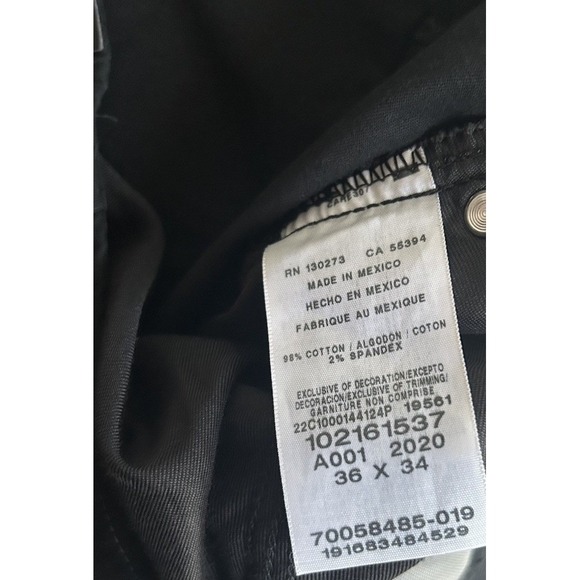 CARE367
RN 130273 CA 55394
MADE IN MEXICO
HECHO EN MEXICO
FABRIQUE AU MEXIQUE
98% COTTON / ALGODON / COTON
2% SPANDEX
EXCLUSIVE OF DECORATION/EXCEPTO
DECORACION/EXCLUSIVE OF TRIMMING/
GARNITURE NON COMPRISE
22C1000144124P 19561
102161537
A001 2020
36 X 34
70058485-019
191683484529